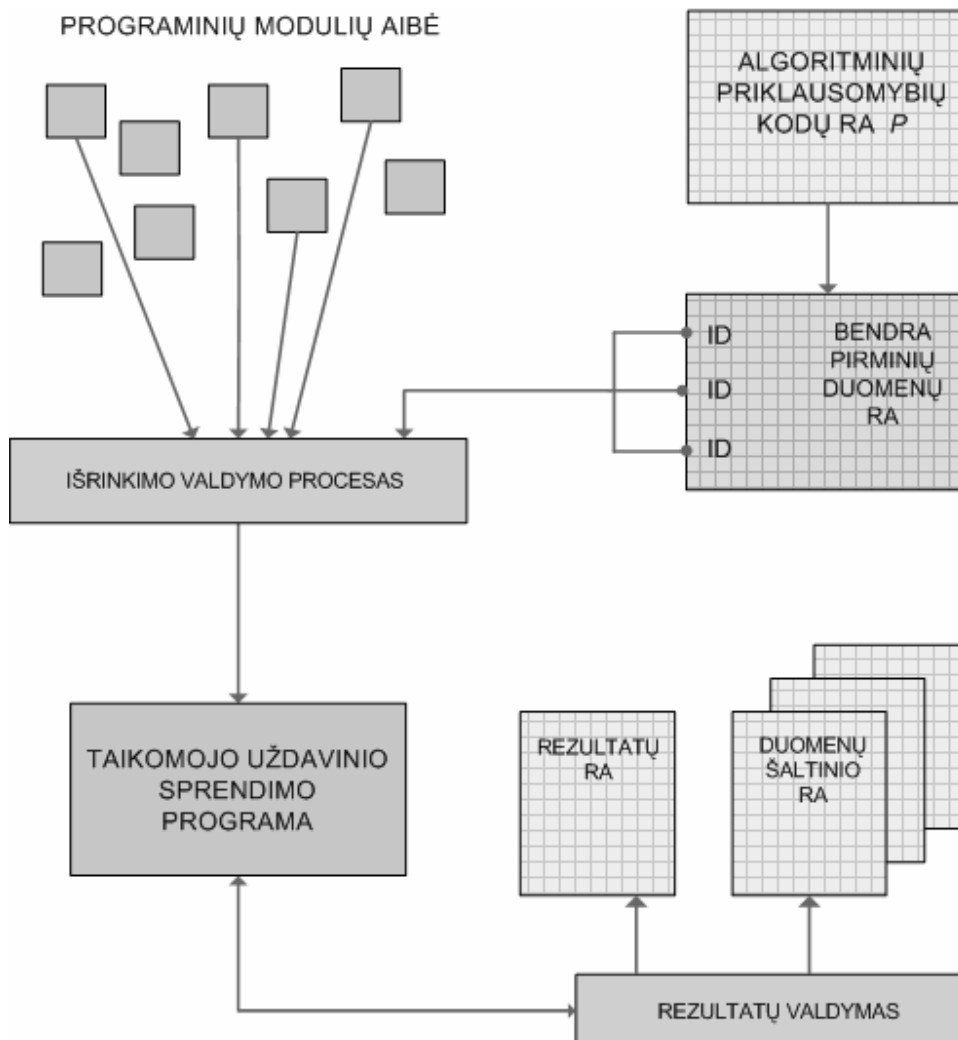 PROGRAMINIŲ MODULIŲ AIBĖ
ALGORITMINIŲ
PRIKLAUSOMYBIŲ
KODŲ RA P
ID
ID
ID
BENDRA
PIRMINIŲ
DUOMENŲ
RA
IŠRINKIMO VALDYMO PROCESAS
TAIKOMOJO UŽDAVINIO
SPRENDIMO
PROGRAMA
REZULTATŲ
RA
DUOMENŲ
ŠALTINIO
RA
REZULTATŲ VALDYMAS